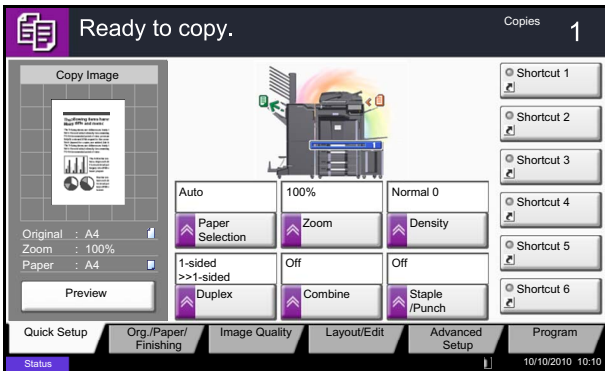 Ready to copy.
Copies 1
Copy Image
Original : A4
Zoom : 100%
Paper : A4
Preview
1
Auto
Paper
Selection
100%
Zoom
Normal 0
Density
1-sided
>>1-sided
Duplex
Off
Combine
Off
Staple
/Punch
Shortcut 1
Shortcut 2
Shortcut 3
Shortcut 4
Shortcut 5
Shortcut 6
Quick Setup
Org./Paper/
Finishing
Image Quality
Layout/Edit
Advanced
Setup
Program
Status
10/10/2010 10:10